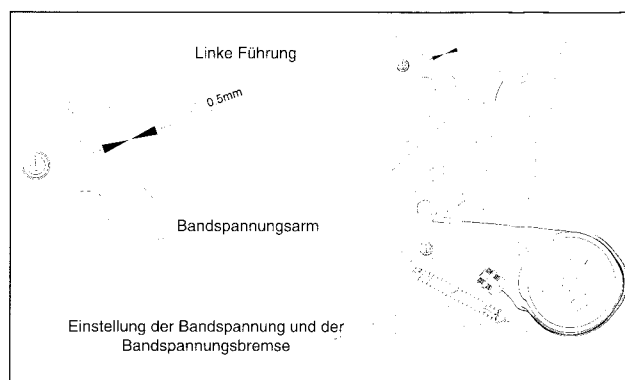 Linke Führung
0.5mm
Bandspannungsarm
Einstellung der Bandspannung und der
Bandspannungsbremse